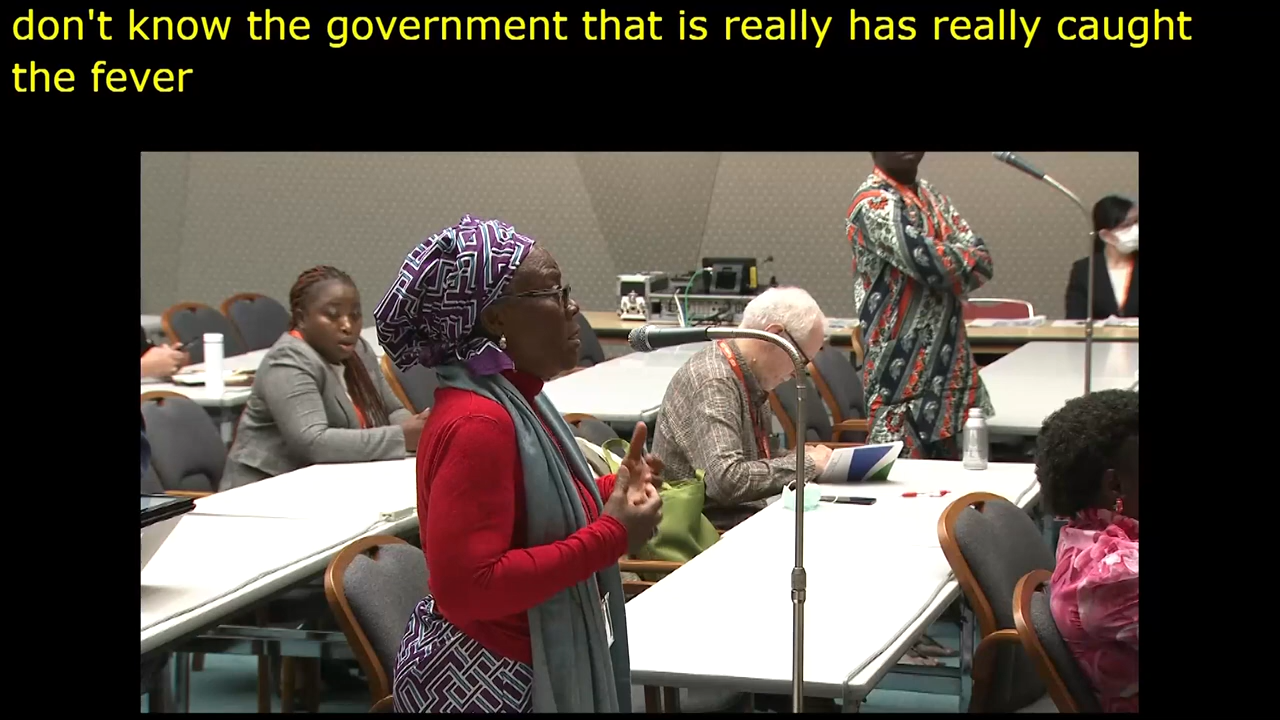 don't know the government that is really has really caught
the fever